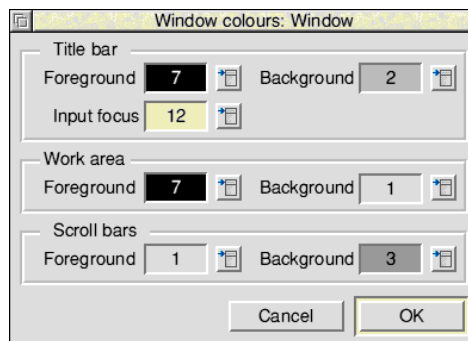 Window colours: Window
Title bar
Foreground 7 Background 2
Input focus 12
Work area
Foreground 7 Background 1
Scroll bars
Foreground 1 Background 3
Cancel OK